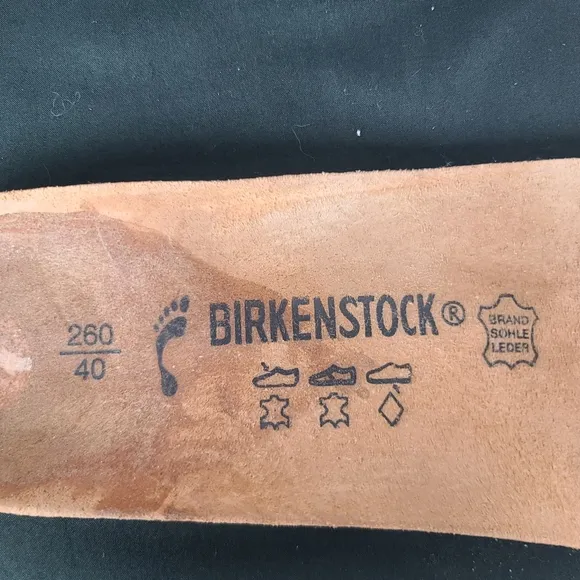 260
40
BIRKENSTOCK®
BRAND
SOHLE
LEDER